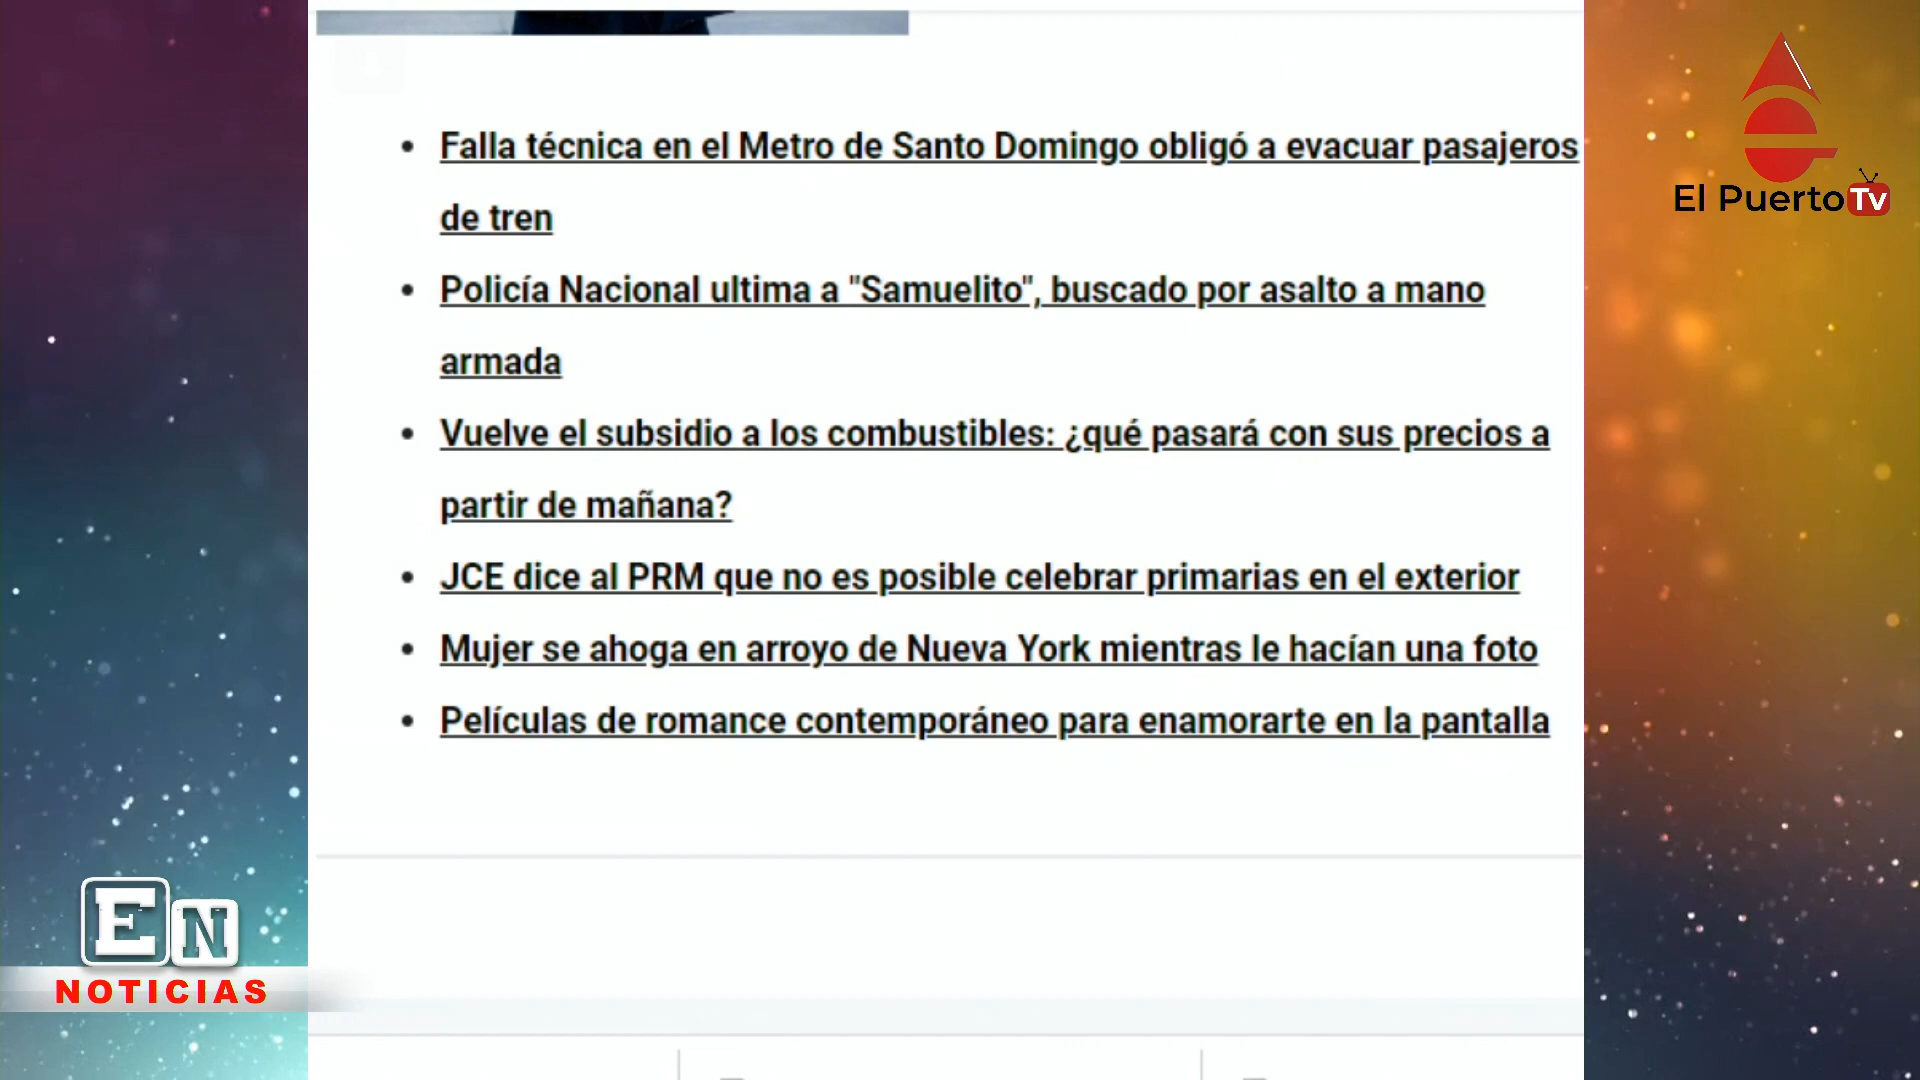 Falla técnica en el Metro de Santo Domingo obligó a evacuar pasajeros
de tren
Policía Nacional ultima a "Samuelito", buscado por asalto a mano
armada
Vuelve el subsidio a los combustibles: ¿qué pasará con sus precios a
partir de mañana?
JCE dice al PRM que no es posible celebrar primarias en el exterior
Mujer se ahoga en arroyo de Nueva York mientras le hacían una foto
Películas de romance contemporáneo para enamorarte en la pantalla
El Puerto Tv
EN
NOTICIAS